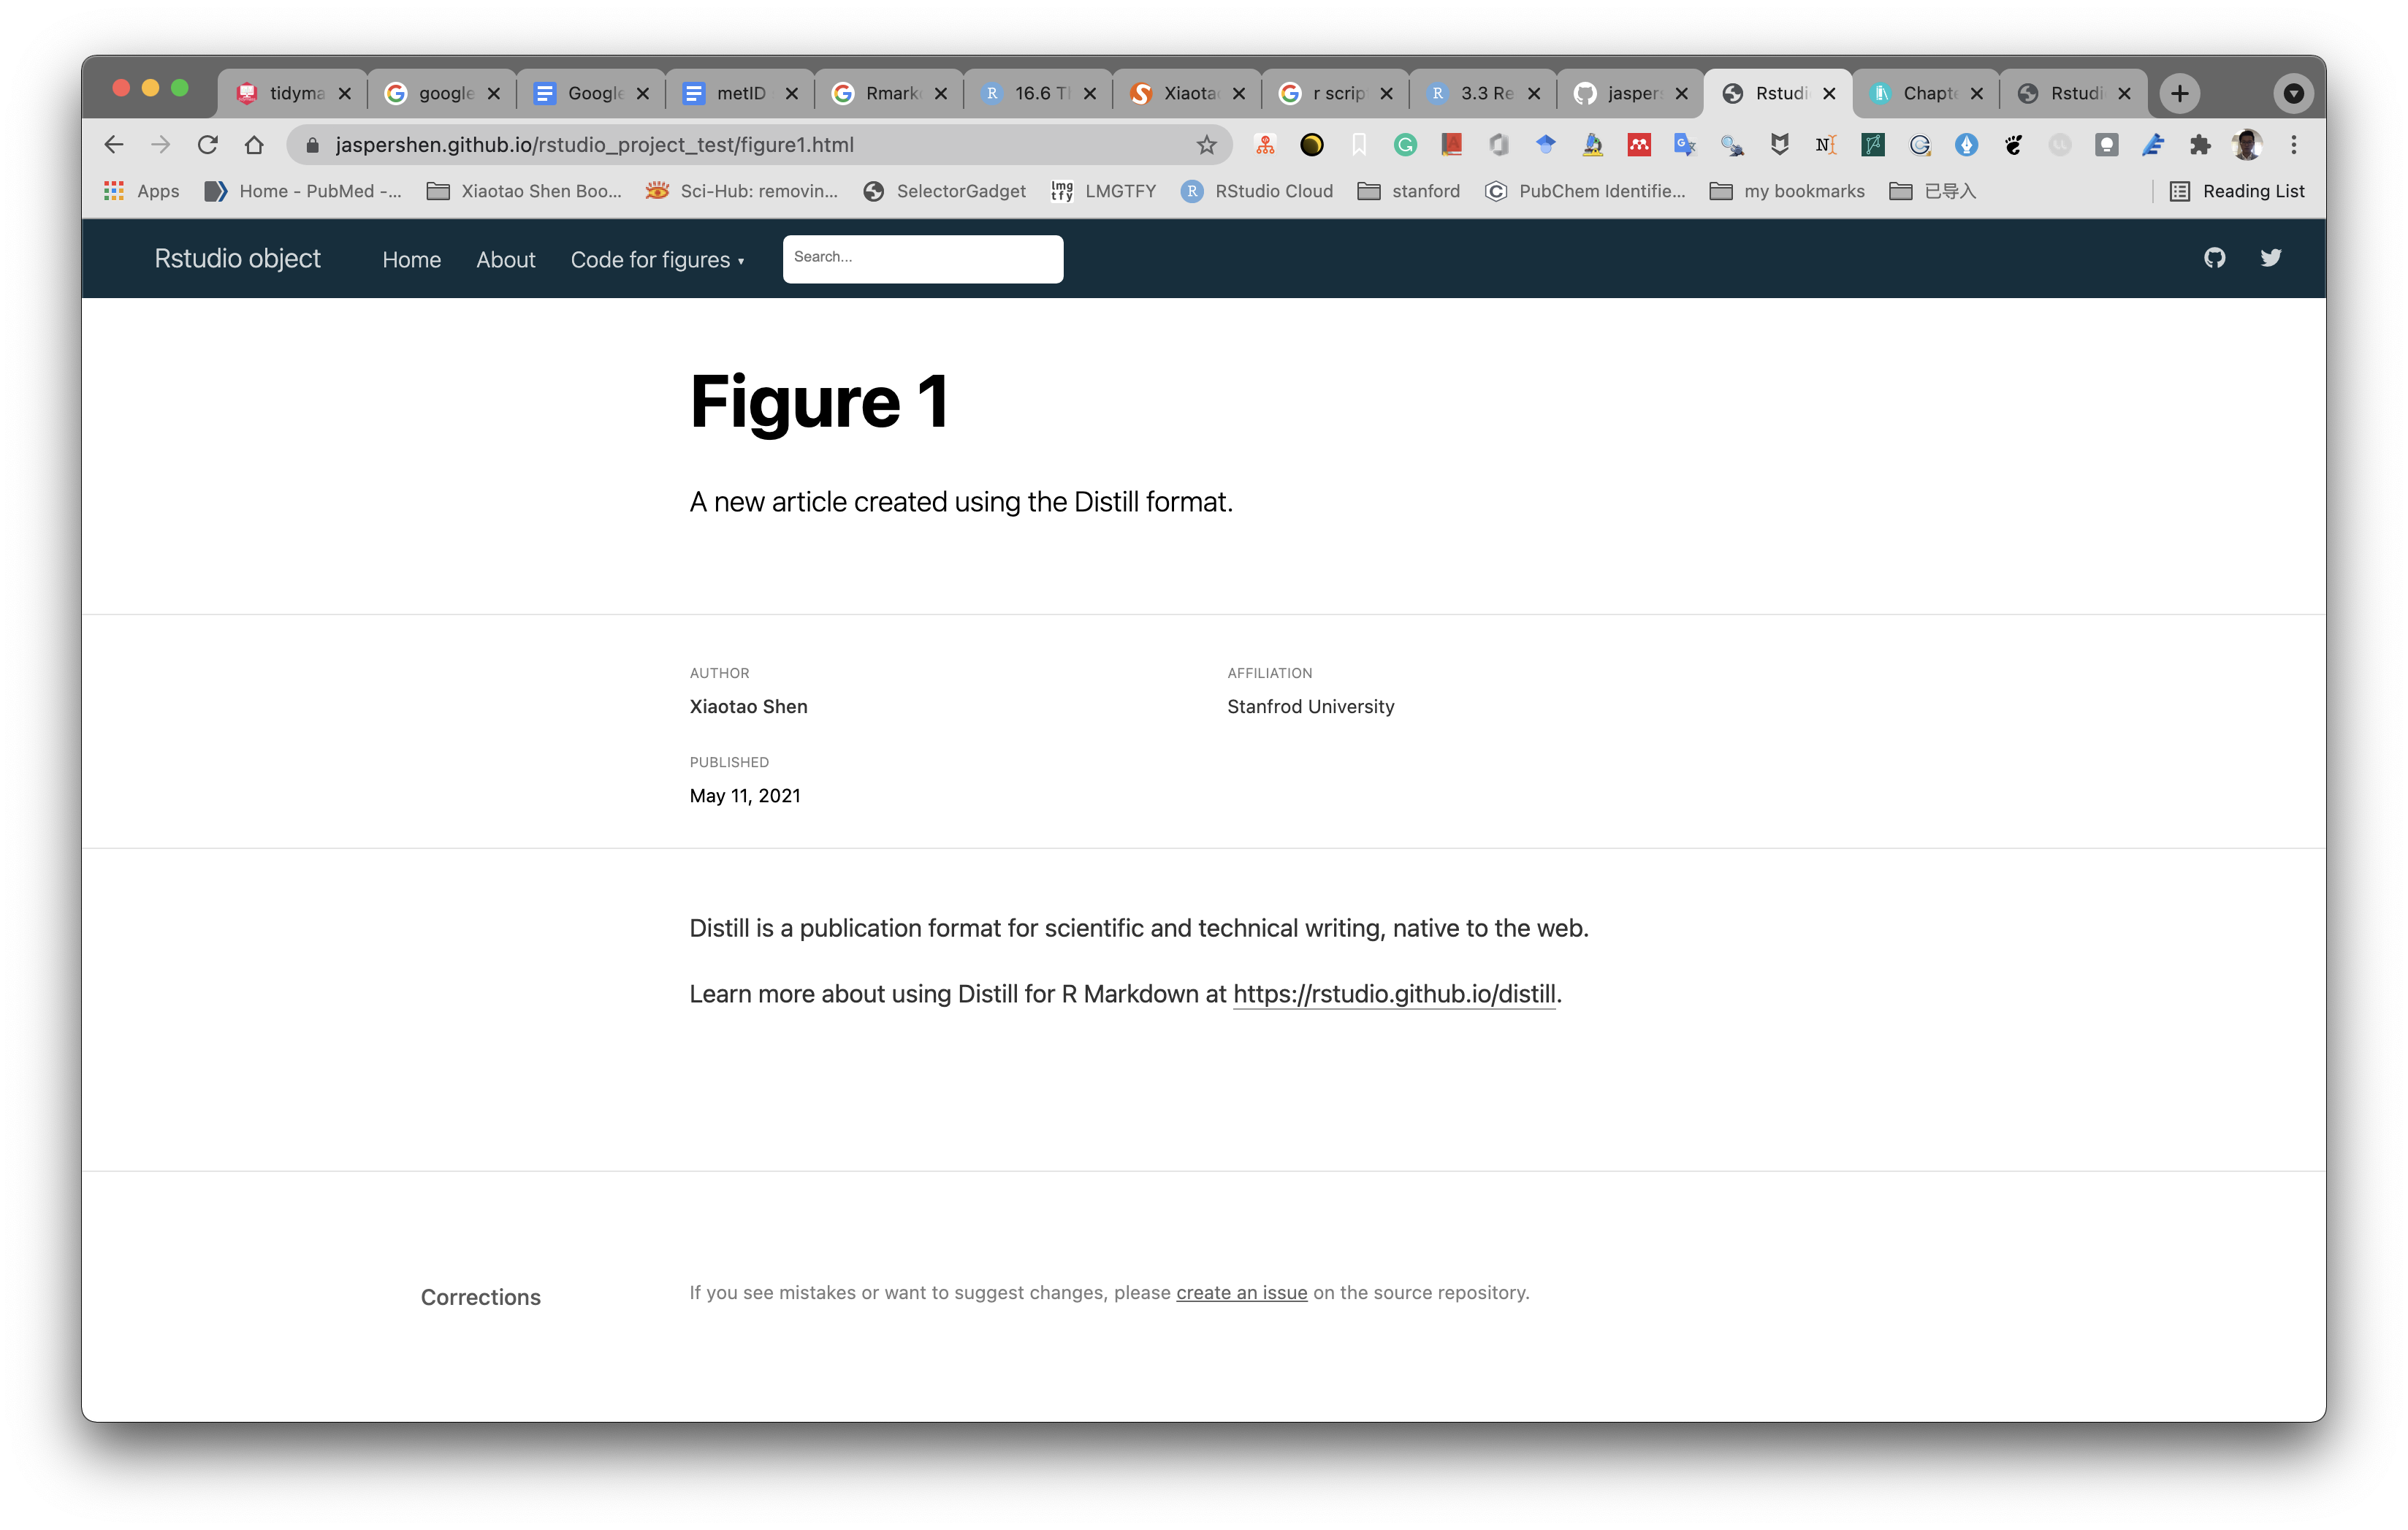 tidyma google Google metID Rmark 16.6 Tl Xiaota r scrip 3.3 Re jasper Rstudi Chapt Rstudi
jaspershen.github.io/rstudio_project_test/figure1.html
Apps Home - PubMed -... Xiaotao Shen Boo... Sci-Hub: removin... SelectorGadget lmg tfy LMGTFY RStudio Cloud stanford PubChem Identifie... my bookmarks 已导入 Reading List
Rstudio object Home About Code for figures Search...
Figure 1
A new article created using the Distill format.
AUTHOR AFFILIATION
Xiaotao Shen Stanfrod University
PUBLISHED
May 11, 2021
Distill is a publication format for scientific and technical writing, native to the web.
Learn more about using Distill for R Markdown at https://rstudio.github.io/distill.
Corrections If you see mistakes or want to suggest changes, please create an issue on the source repository.